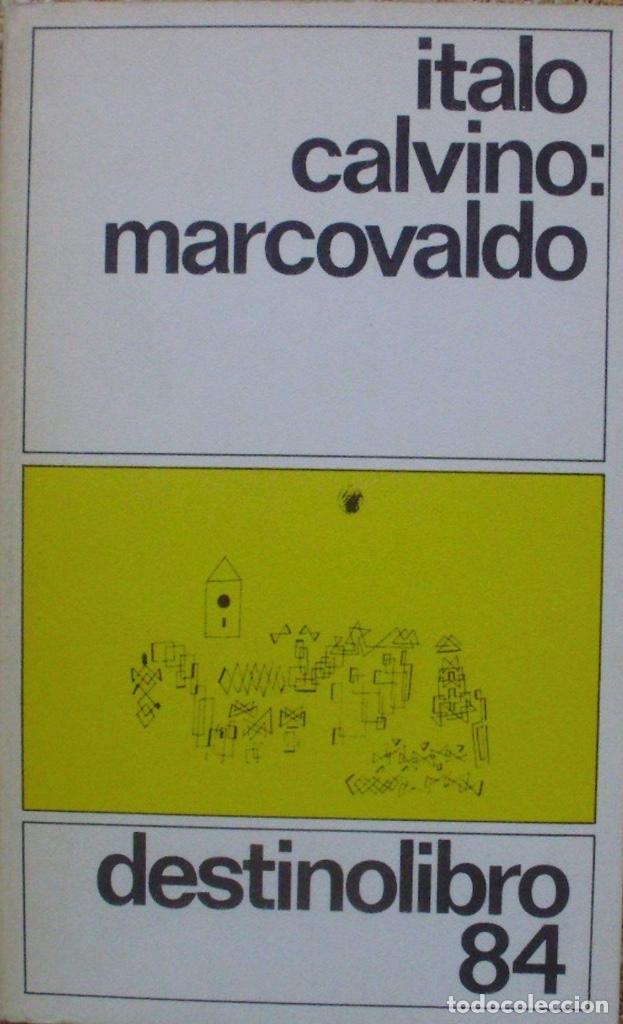 italo
calvino:
marcovaldo
destinolibro
84
todocoleccion